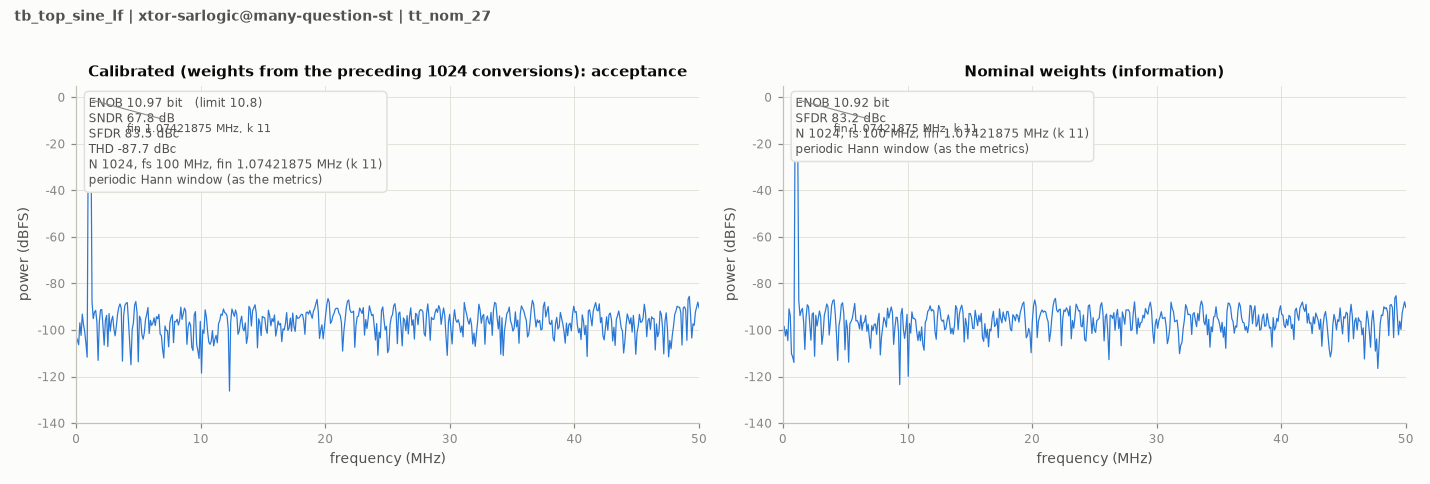 tb_top_sine_lf | xtor-sarlogic@many-question-st | tt_nom_27
Calibrated (weights from the preceding 1024 conversions): acceptance
ENOB 10.97 bit (limit 10.8)
SNDR 67.8 dB
fin 1.07421875 MHz, k 11
SFDR 83.5 dBc
THD -87.7 dBc
N 1024, fs 100 MHz, fin 1.07421875 MHz (k 11)
periodic Hann window (as the metrics)
power (dBFS)
0
-20
-40
-60
-80
-100
-120
-140
0 10 20 30 40 50
frequency (MHz)
Nominal weights (information)
ENOB 10.92 bit
SFDR 83.2 dBc
fin 1.07421875 MHz, k 11
N 1024, fs 100 MHz, fin 1.07421875 MHz (k 11)
periodic Hann window (as the metrics)
power (dBFS)
0
-20
-40
-60
-80
-100
-120
-140
0 10 20 30 40 50
frequency (MHz)